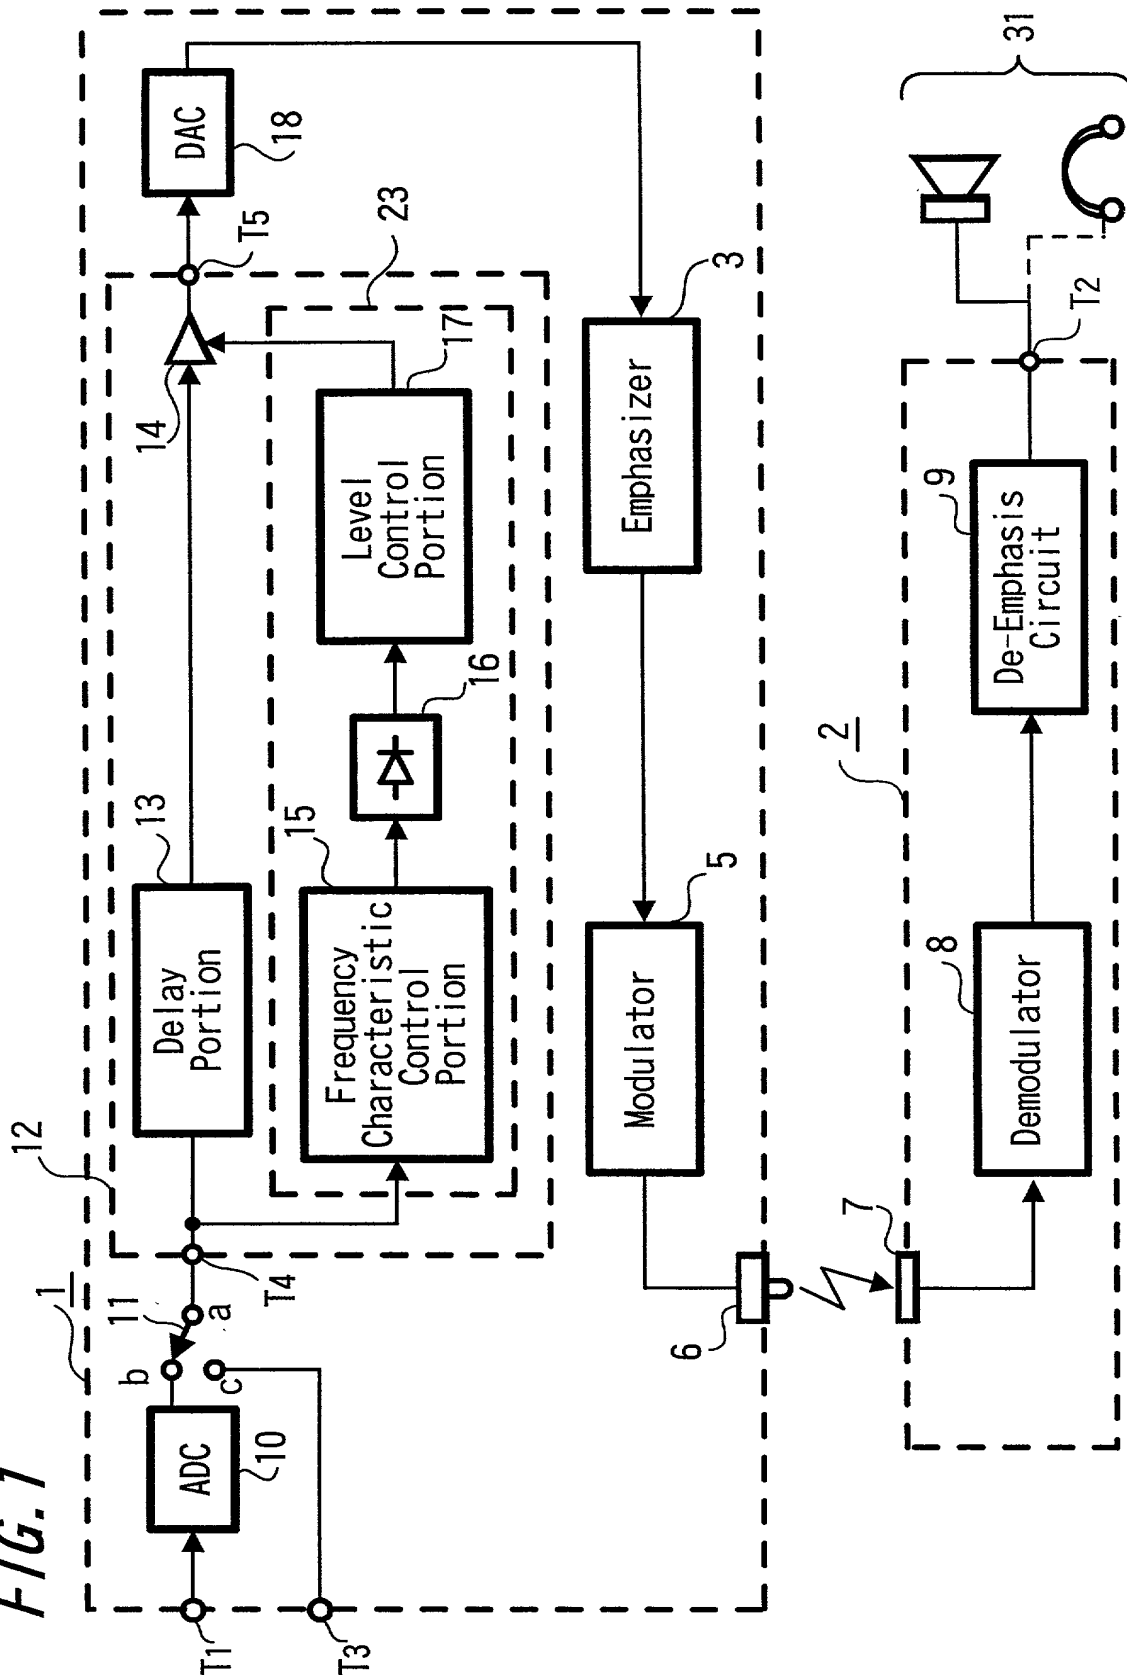 FIG.1
1
12
T1
ADC
10
b
11
a
c
T3
T4
Delay
Portion
13
14
T5
DAC
18
Frequency
Characteristic
Control
Portion
15
16
Level
Control
Portion
17
23
Emphasizer
3
Modulator
5
6
7
2
Demodulator
8
De-Emphasis
Circuit
9
T2
31